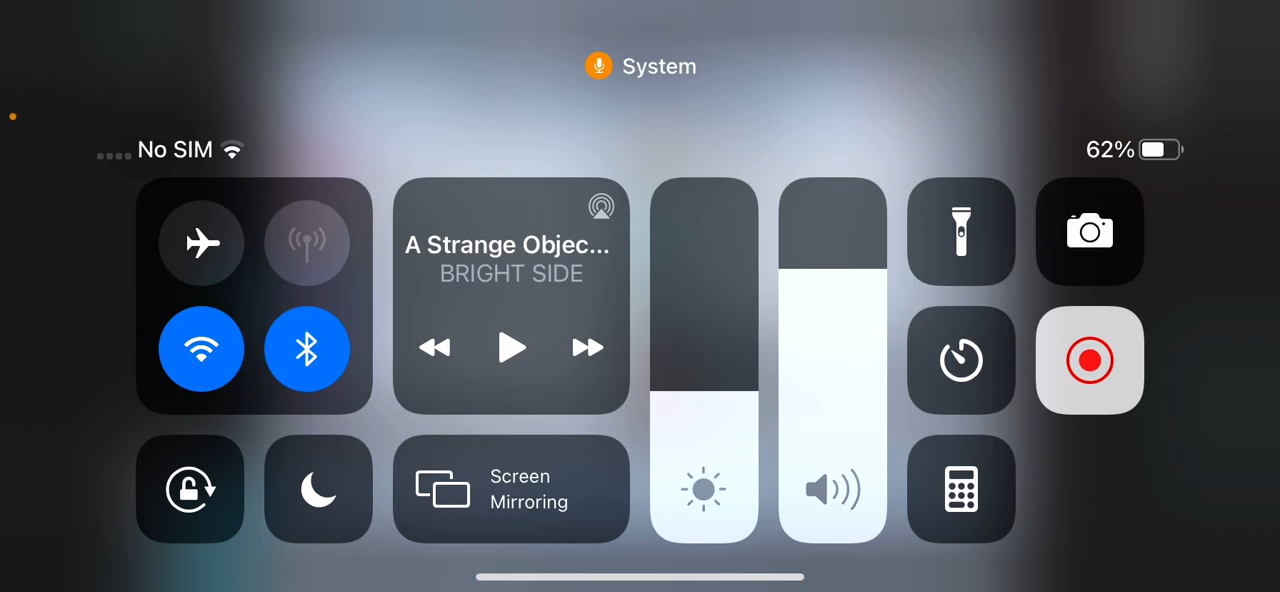 System
No SIM
62%
A Strange Objec...
BRIGHT SIDE
Screen
Mirroring